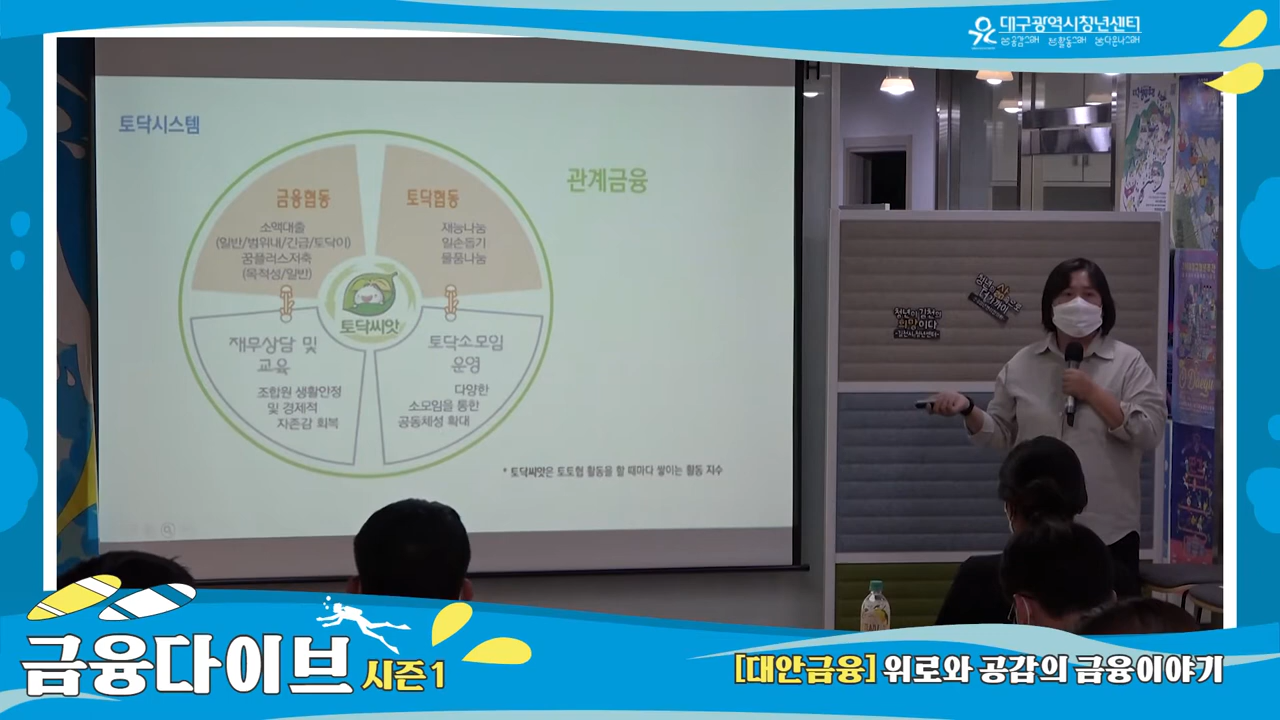 대구광역시청년센터
토닥시스템
관계금융
금융협동
소액대출
(일반/범위내/긴급/토닥이)
꿈플러스저축
(목적성/일반)
토닥협동
재능나눔
일손돕기
물품나눔
토닥씨앗
재무상담 및
교육
조합원 생활안정
및 경제적
자존감 회복
토닥소모임
운영
다양한
소모임을 통한
공동체성 확대
* 토닥씨앗은 토토협 활동을 할 때마다 쌓이는 활동 지수
청년이 김천의
희망이다
금융다이브 시즌1
[대안금융] 위로와 공감의 금융이야기